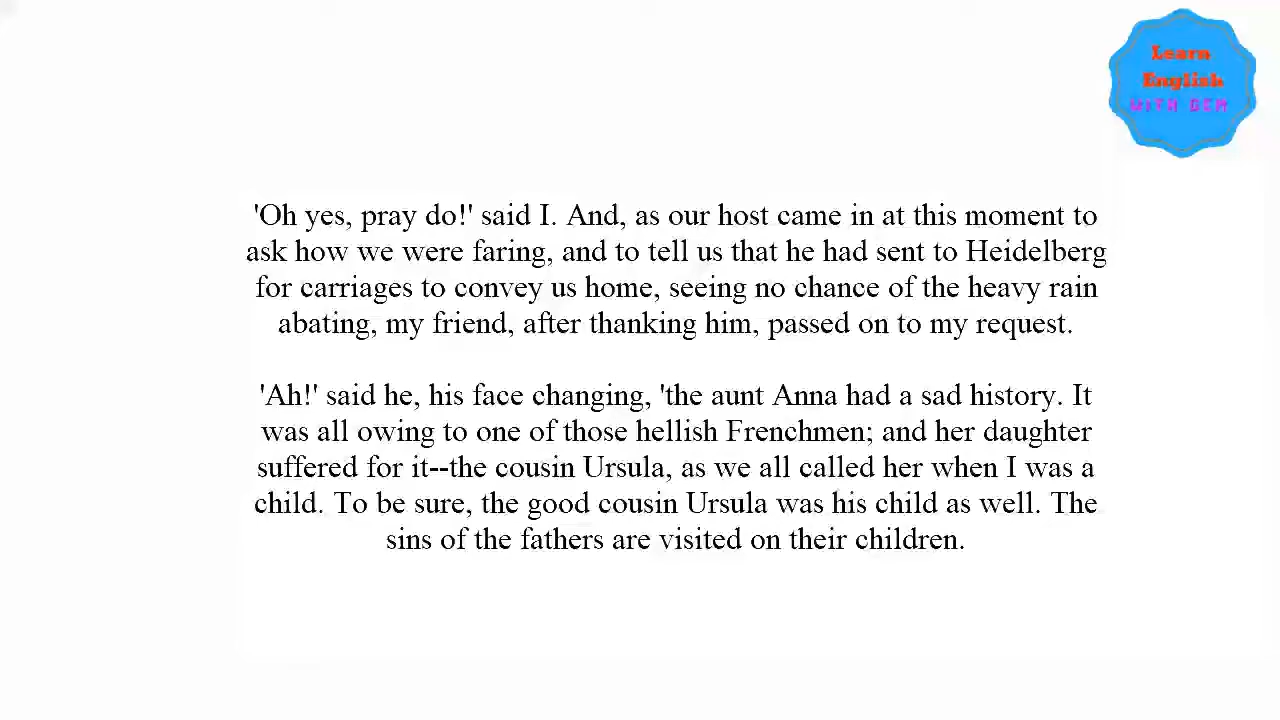 Learn
English
WITH BEM
'Oh yes, pray do!' said I. And, as our host came in at this moment to
ask how we were faring, and to tell us that he had sent to Heidelberg
for carriages to convey us home, seeing no chance of the heavy rain
abating, my friend, after thanking him, passed on to my request.
'Ah!' said he, his face changing, 'the aunt Anna had a sad history. It
was all owing to one of those hellish Frenchmen; and her daughter
suffered for it--the cousin Ursula, as we all called her when I was a
child. To be sure, the good cousin Ursula was his child as well. The
sins of the fathers are visited on their children.